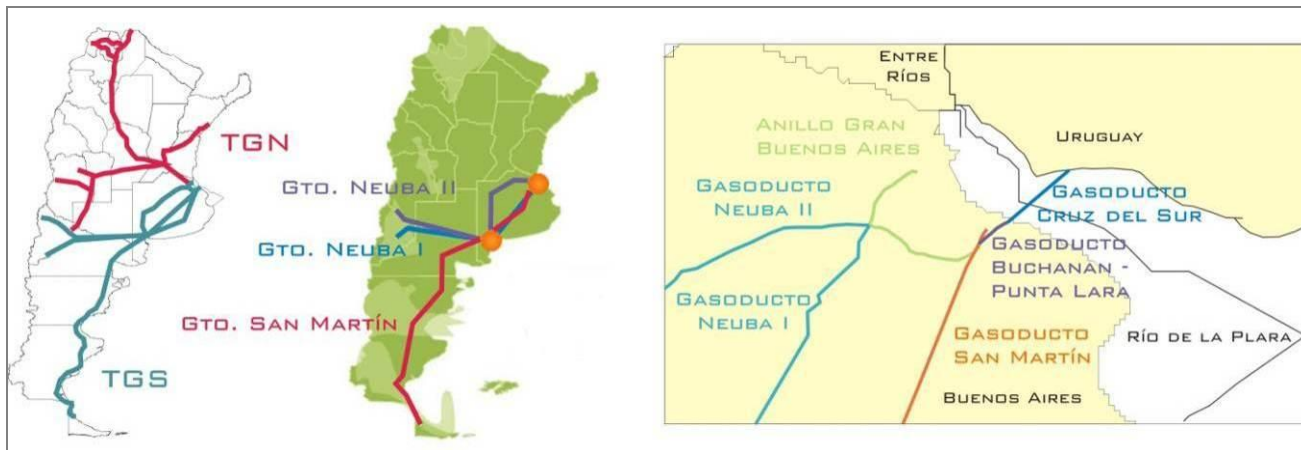 TGN
TGS
Gto. Neuba II
Gto. Neuba I
Gto. San Martín
Entre
Ríos
Uruguay
Anillo Gran
Buenos Aires
Gasoducto
Neuba II
Gasoducto
Cruz del Sur
Gasoducto
Buchanan -
Punta Lara
Gasoducto
Neuba I
Gasoducto
San Martín
Río de la Plara
Buenos Aires